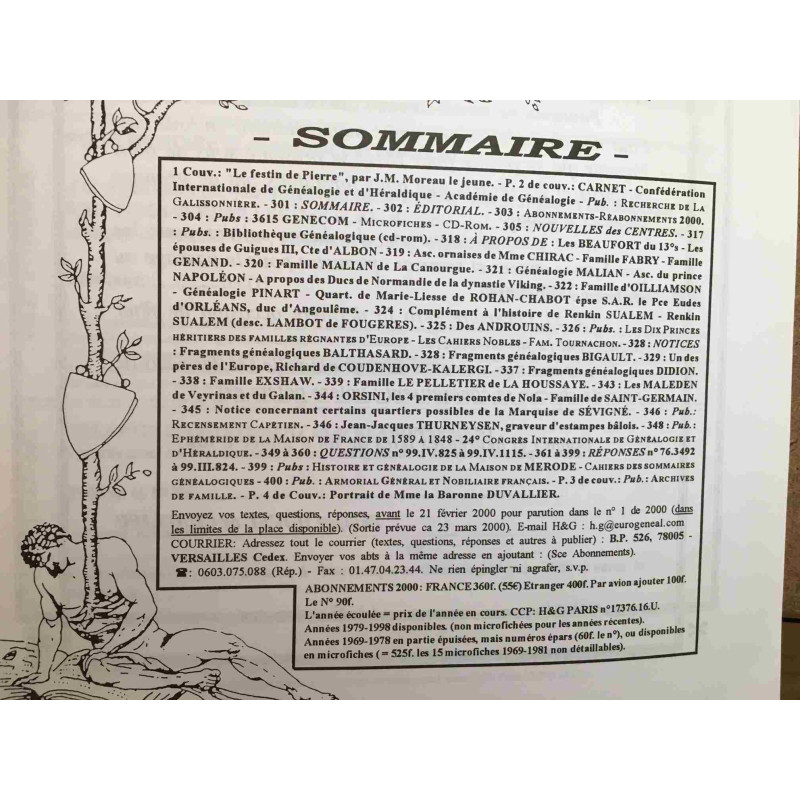 - SOMMAIRE -
1 Couv.: "Le festin de Pierre", par J.M. Moreau le jeune. - P. 2 de couv.: CARNET - Confédération
Internationale de Généalogie et d'Héraldique - Académie de Généalogie - Pub. : RECHERCHE DE LA
GALISSONNIÈRE. - 301 : SOMMAIRE. - 302 : ÉDITORIAL. - 303 : ABONNEMENTS-RÉABONNEMENTS 2000.
- 304 : Pubs : 3615 GENECOM - MICROFICHES - CD-ROM. - 305 : NOUVELLES des CENTRES. - 317
: Pubs. : Bibliothèque Généalogique (cd-rom). - 318 : À PROPOS DE : Les BEAUFORT du 13°s - Les
épouses de Guigues III, Cte d'ALBON - 319 : Asc. ornaises de Mme CHIRAC - Famille FABRY - Famille
GENAND. - 320 : Famille MALIAN de La Canourgue. - 321 : Généalogie MALIAN - Asc. du prince
NAPOLÉON - A propos des Ducs de Normandie de la dynastie Viking. - 322 : Famille d'OILLIAMSON
- Généalogie PINART - Quart. de Marie-Liesse de ROHAN-CHABOT épse S.A.R. le Pce Eudes
d'ORLÉANS, duc d'Angoulême. - 324 : Complément à l'histoire de Renkin SUALEM - Renkin
SUALEM (desc. LAMBOT de FOUGERES). - 325 : Des ANDROUINS. - 326 : Pubs. : LES DIX PRINCES
HÉRITIERS DES FAMILLES RÉGNANTES D'EUROPE - LES CAHIERS NOBLES - FAM. TOURNACHON. - 328 : NOTICES
: Fragments généalogiques BALTHASARD. - 328 : Fragments généalogiques BIGAULT. - 329 : Un des
pères de l'Europe, Richard de COUDENHOVE-KALERGI. - 337 : Fragments généalogiques DIDION.
- 338 : Famille EXSHAW. - 339 : Famille LE PELLETIER de LA HOUSSAYE. - 343 : Les MALEDEN
de Veyrinas et du Galan. - 344 : ORSINI, les 4 premiers comtes de Nola - Famille de SAINT-GERMAIN.
- 345 : Notice concernant certains quartiers possibles de la Marquise de SÉVIGNÉ. - 346 : Pub.:
RECENSEMENT CAPÉTIEN. - 346 : Jean-Jacques THURNEYSEN, graveur d'estampes bâlois. - 348 : Pub.:
EPHÉMÉRIDE DE LA MAISON DE FRANCE DE 1589 À 1848 - 24° CONGRÈS INTERNATIONALE DE GÉNÉALOGIE ET
D'HÉRALDIQUE. - 349 à 360 : QUESTIONS n° 99.IV.825 à 99.IV.1115. - 361 à 399 : RÉPONSES n° 76.3492
à 99.III.824. - 399 : Pubs : HISTOIRE ET GÉNÉALOGIE DE LA MAISON DE MERODE - CAHIERS DES SOMMAIRES
GÉNÉALOGIQUES - 400 : Pub. : ARMORIAL GÉNÉRAL ET NOBILIAIRE FRANÇAIS. - P. 3 de couv.: Pub.: ARCHIVES
DE FAMILLE. - P. 4 de Couv.: Portrait de Mme la Baronne DUVALLIER.
Envoyez vos textes, questions, réponses, avant le 21 février 2000 pour parution dans le n° 1 de 2000 (dans
les limites de la place disponible). (Sortie prévue ca 23 mars 2000). E-mail H&G : h.g@eurogeneal.com
COURRIER: Adressez tout le courrier (textes, questions, réponses et autres à publier) : B.P. 526, 78005 -
VERSAILLES Cedex. Envoyer vos abts à la même adresse en ajoutant : (Sce Abonnements).
☎: 0603.075.088 (Rép.) - Fax : 01.47.04.23.44. Ne rien épingler ni agrafer, s.v.p.
ABONNEMENTS 2000 : FRANCE 360f. (55€) Etranger 400f. Par avion ajouter 100f.
Le N° 90f.
L'année écoulée = prix de l'année en cours. CCP: H&G PARIS n°17376.16.U.
Années 1979-1998 disponibles. (non microfichées pour les années récentes).
Années 1969-1978 en partie épuisées, mais numéros épars (60f. le n°), ou disponibles
en microfiches ( = 525f. les 15 microfiches 1969-1981 non détaillables).